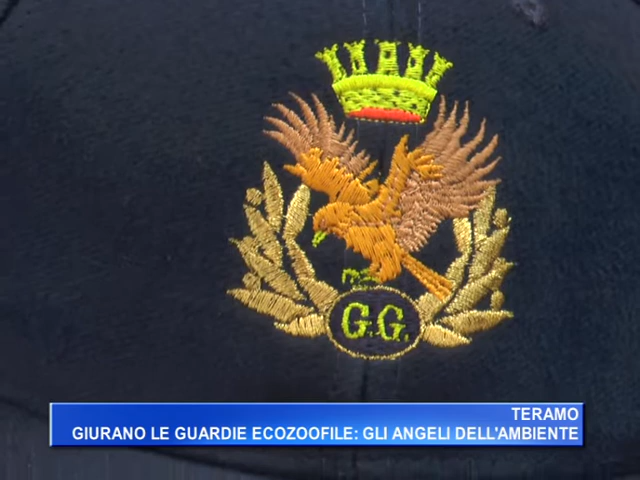 G.G.
TERAMO
GIURANO LE GUARDIE ECOZOOFILE: GLI ANGELI DELL'AMBIENTE